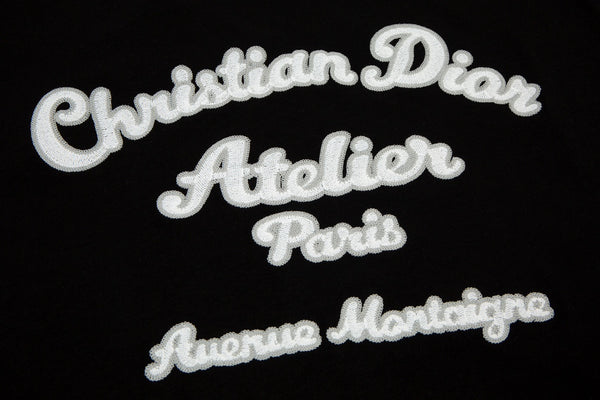 Christian Dior
Atelier
Paris
Avenue Montaigne